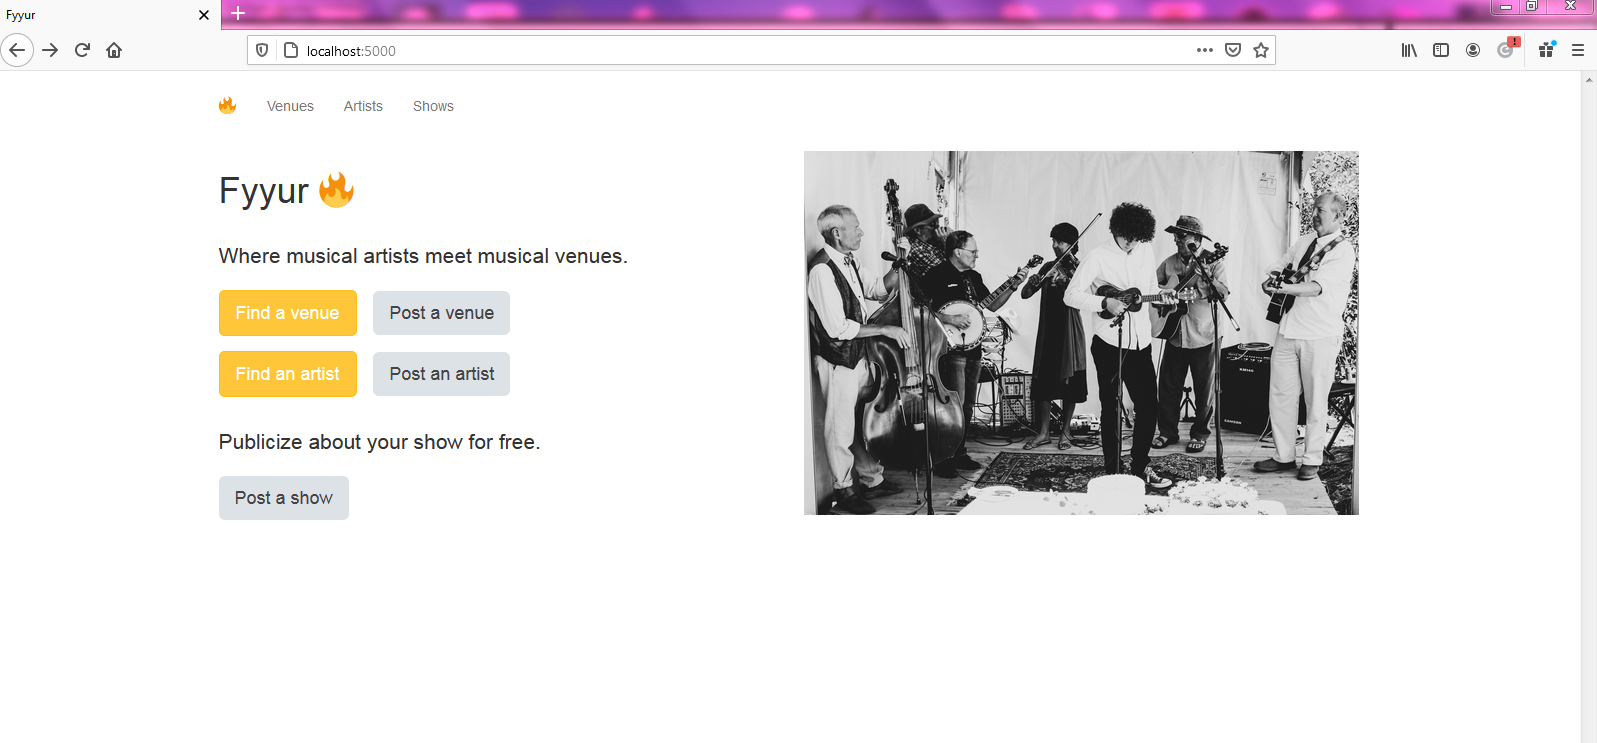 Fyyur
localhost:5000
Venues Artists Shows
Fyyur
Where musical artists meet musical venues.
Find a venue Post a venue
Find an artist Post an artist
Publicize about your show for free.
Post a show